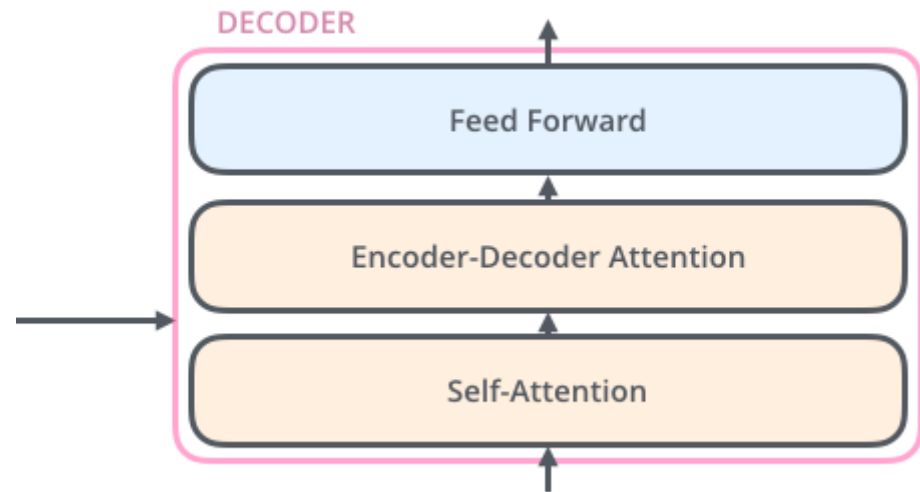 DECODER
Feed Forward
Encoder-Decoder Attention
Self-Attention